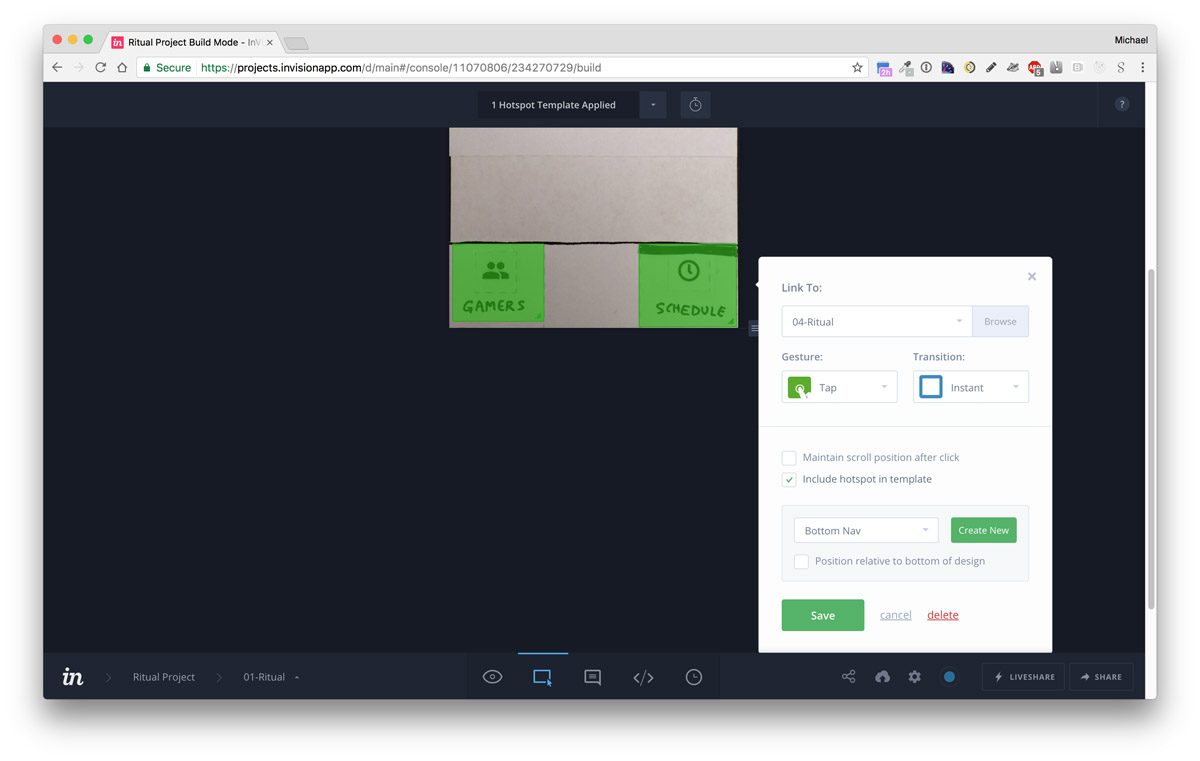 in Ritual Project Build Mode - InV
Michael
Secure https://projects.invisionapp.com/d/main#/console/11070806/234270729/build
2h
5
S
1 Hotspot Template Applied
?
GAMERS
SCHEDULE
Link To:
04-Ritual
Browse
Gesture:
Transition:
Tap
Instant
Maintain scroll position after click
Include hotspot in template
Bottom Nav
Create New
Position relative to bottom of design
Save
cancel
delete
in
Ritual Project
01-Ritual
LIVESHARE
SHARE